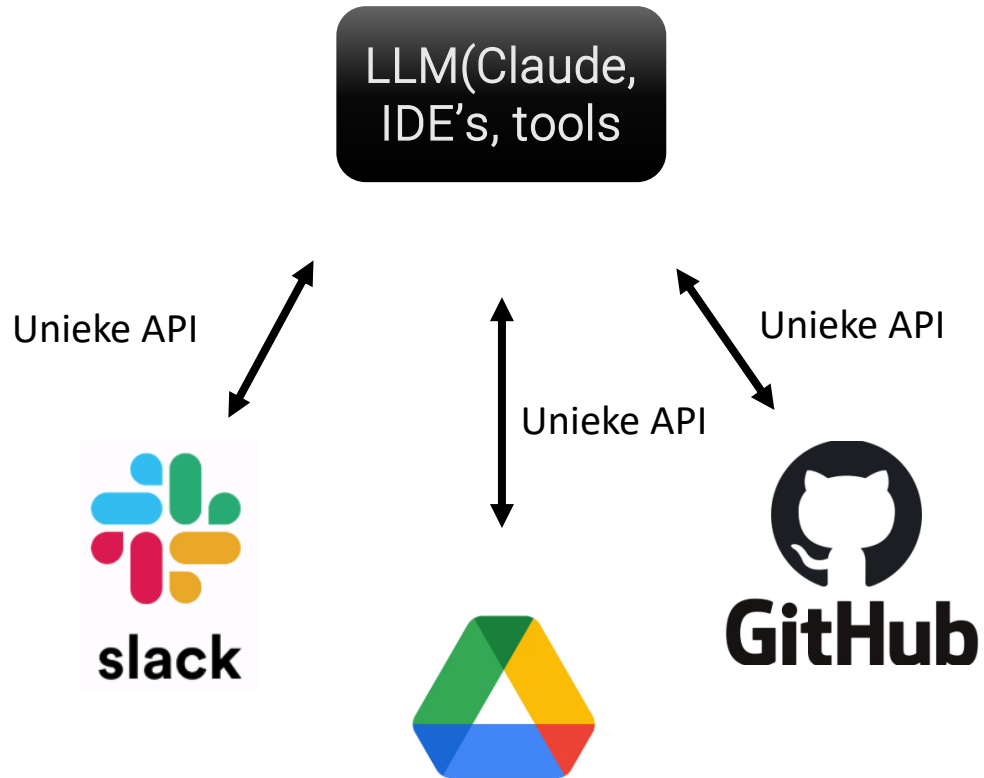 LLM(Claude,
IDE’s, tools
Unieke API
Unieke API
Unieke API
slack
GitHub